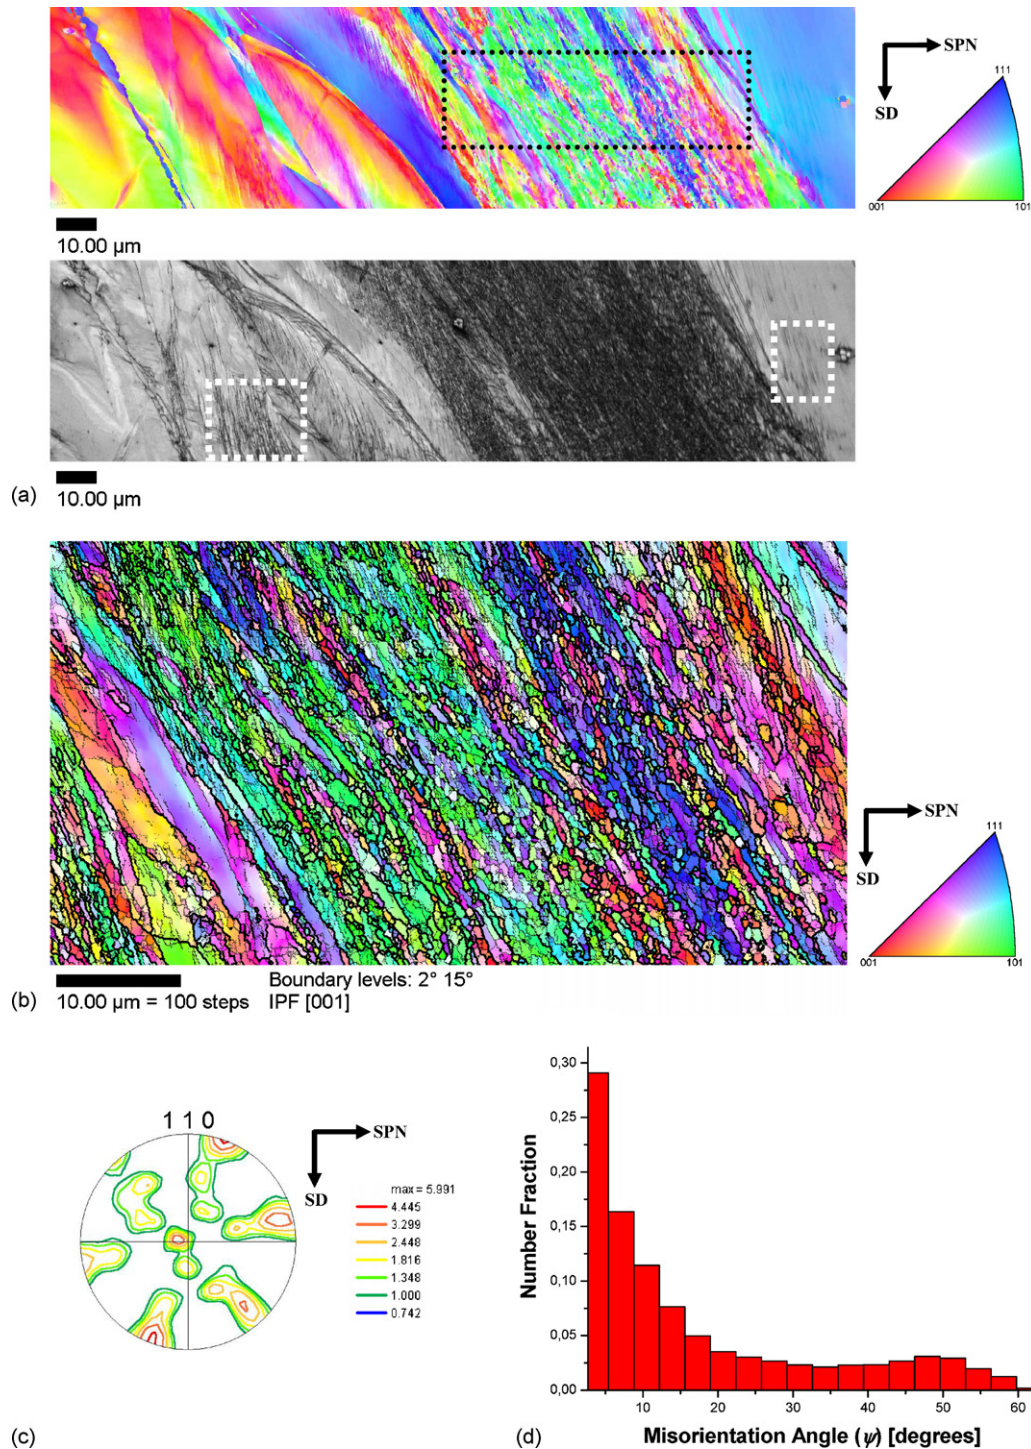 SPN
SD
111
001
101
10.00 µm
(a)
10.00 µm
SPN
SD
111
001
101
(b)
10.00 µm = 100 steps
Boundary levels: 2° 15°
IPF [001]
1 1 0
SPN
SD
max = 5.991
4.445
3.299
2.448
1.816
1.348
1.000
0.742
(c)
0,30
0,25
0,20
0,15
0,10
0,05
0,00
Number Fraction
10
20
30
40
50
60
Misorientation Angle (ψ) [degrees]
(d)